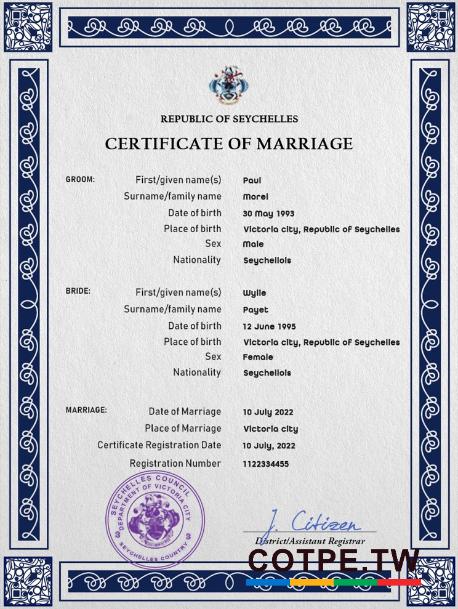 REPUBLIC OF SEYCHELLES
CERTIFICATE OF MARRIAGE
GROOM: First/given name(s) Paul
Surname/family name Morel
Date of birth 30 May 1993
Place of birth Victoria city, Republic of Seychelles
Sex Male
Nationality Seychellois
BRIDE: First/given name(s) Wylie
Surname/family name Payet
Date of birth 12 June 1995
Place of birth Victoria city, Republic of Seychelles
Sex Female
Nationality Seychellois
MARRIAGE: Date of Marriage 10 July 2022
Place of Marriage Victoria city
Certificate Registration Date 10 July, 2022
Registration Number 1122334455
SEYCHELLES COUNCIL
DEPARTMENT OF VICTORIA CITY
SEYCHELLES COUNTRY
J. Citizen
District/Assistant Registrar
COTPE.TW